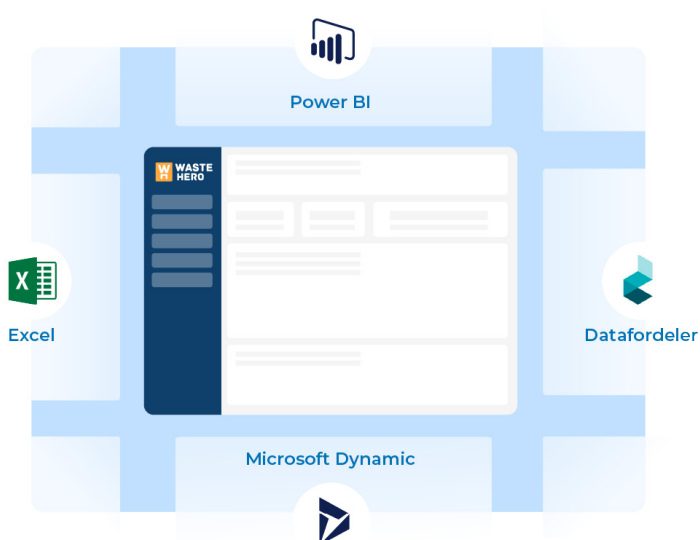 Power BI
WASTE
HERO
X
Excel
Datafordeler
Microsoft Dynamic